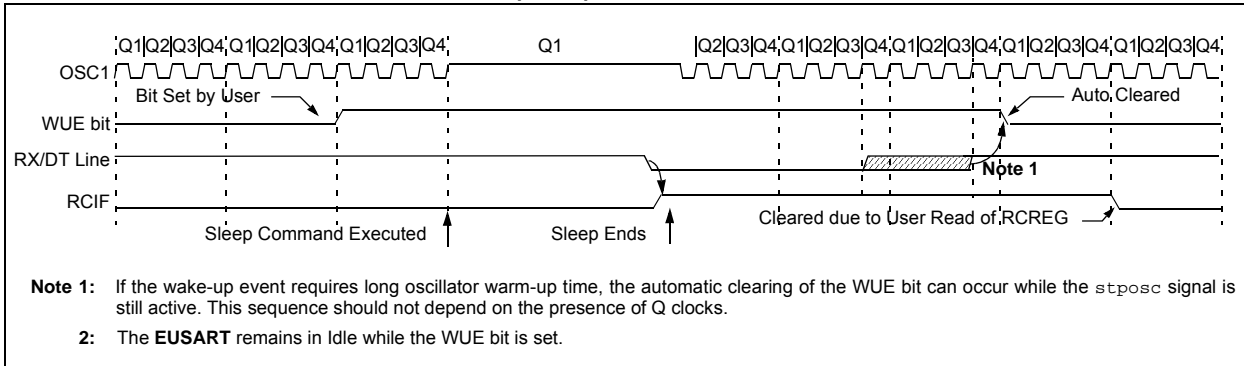 Q1|Q2|Q3|Q4 Q1|Q2|Q3|Q4 Q1|Q2|Q3|Q4 Q1 |Q2|Q3|Q4 Q1|Q2|Q3|Q4 Q1|Q2|Q3|Q4 Q1|Q2|Q3|Q4 Q1|Q2|Q3|Q4
OSC1
Bit Set by User Auto Cleared
WUE bit
RX/DT Line
Note 1
RCIF
Cleared due to User Read of RCREG
Sleep Command Executed Sleep Ends
Note 1: If the wake-up event requires long oscillator warm-up time, the automatic clearing of the WUE bit can occur while the stposc signal is
still active. This sequence should not depend on the presence of Q clocks.
2: The EUSART remains in Idle while the WUE bit is set.